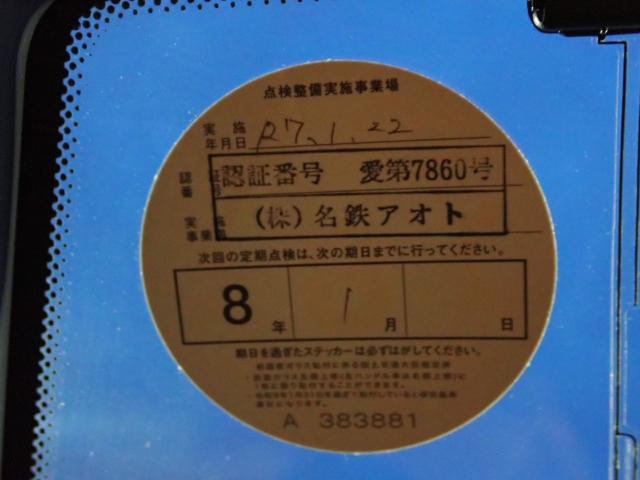 点検整備実施事業場
実施
年月日 R7.1.22
認証番号 愛第7860号
(株)名鉄アオト
次回の定期点検は、次の期日までに行ってください。
8年 1月 日
期日を過ぎたステッカーは必ずはがしてください。
A 383881